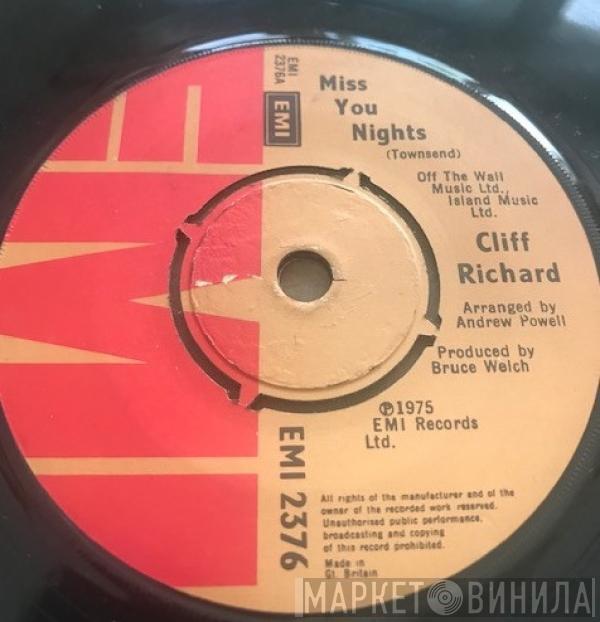 EMI
2376A
EMI
Miss
You
Nights
(Townsend)
Off The Wall
Music Ltd.,
Island Music
Ltd.
Cliff
Richard
Arranged by
Andrew Powell
Produced by
Bruce Welch
℗1975
EMI Records
Ltd.
EMI 2376
EMI
All rights of the manufacturer and of the
owner of the recorded work reserved.
Unauthorised public performance,
broadcasting and copying
of this record prohibited.
Made in
Gt. Britain
МАРКЕТ ВИНИЛА